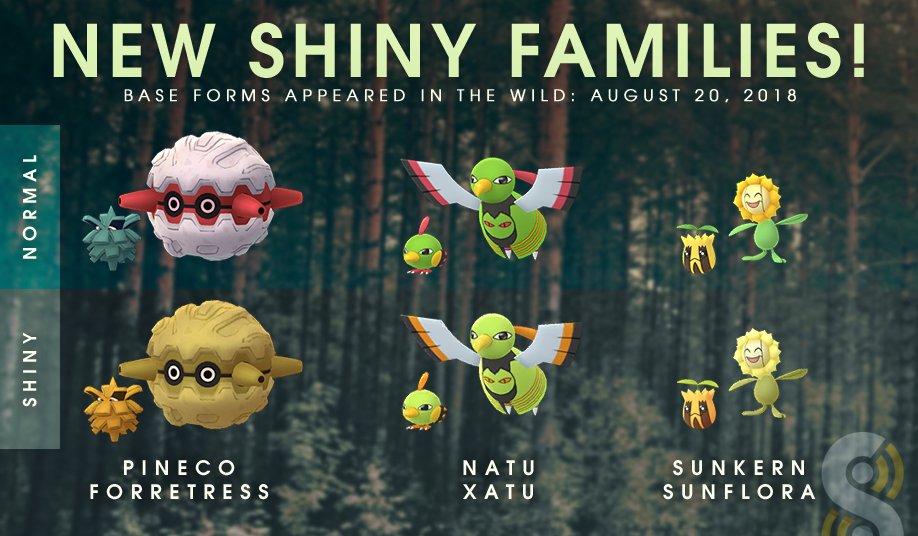 NEW SHINY FAMILIES!
BASE FORMS APPEARED IN THE WILD: AUGUST 20, 2018
NORMAL
SHINY
PINECO
FORRETRESS
NATU
XATU
SUNKERN
SUNFLORA